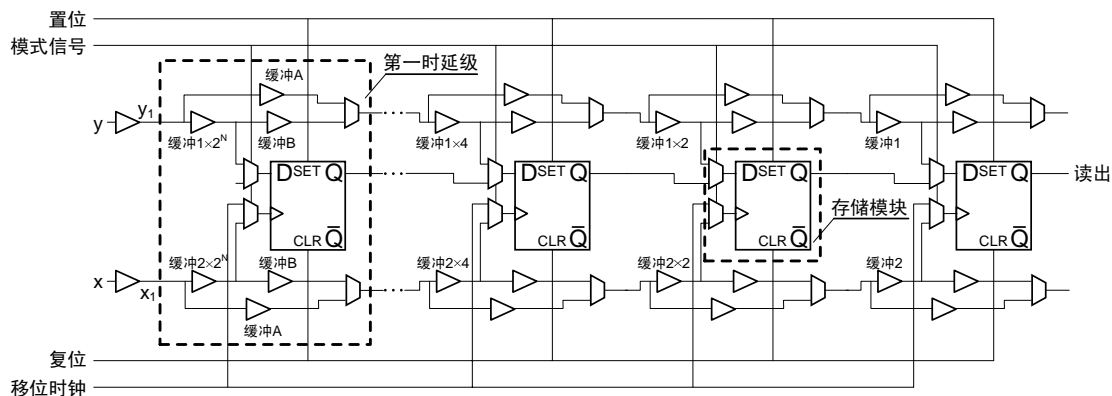 置位
模式信号
第一时延级
缓冲A
y
y₁
缓冲1×2ᴺ
缓冲B
缓冲1×4
缓冲1×2
缓冲1
D SET Q
CLR Q̅
D SET Q
CLR Q̅
D SET Q
CLR Q̅
D SET Q
CLR Q̅
读出
存储模块
x
x₁
缓冲2×2ᴺ
缓冲B
缓冲2×4
缓冲2×2
缓冲2
缓冲A
复位
移位时钟